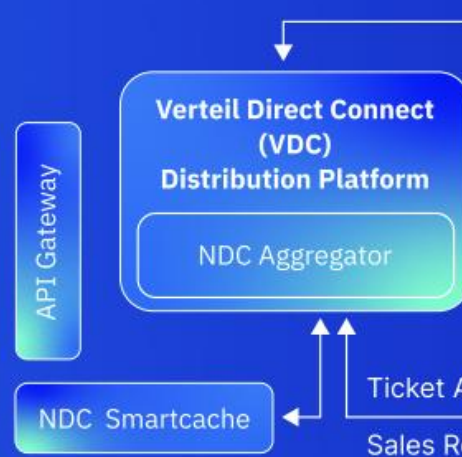 Verteil Direct Connect
(VDC)
Distribution Platform
NDC Aggregator
API Gateway
NDC Smartcache
Ticket
Sales